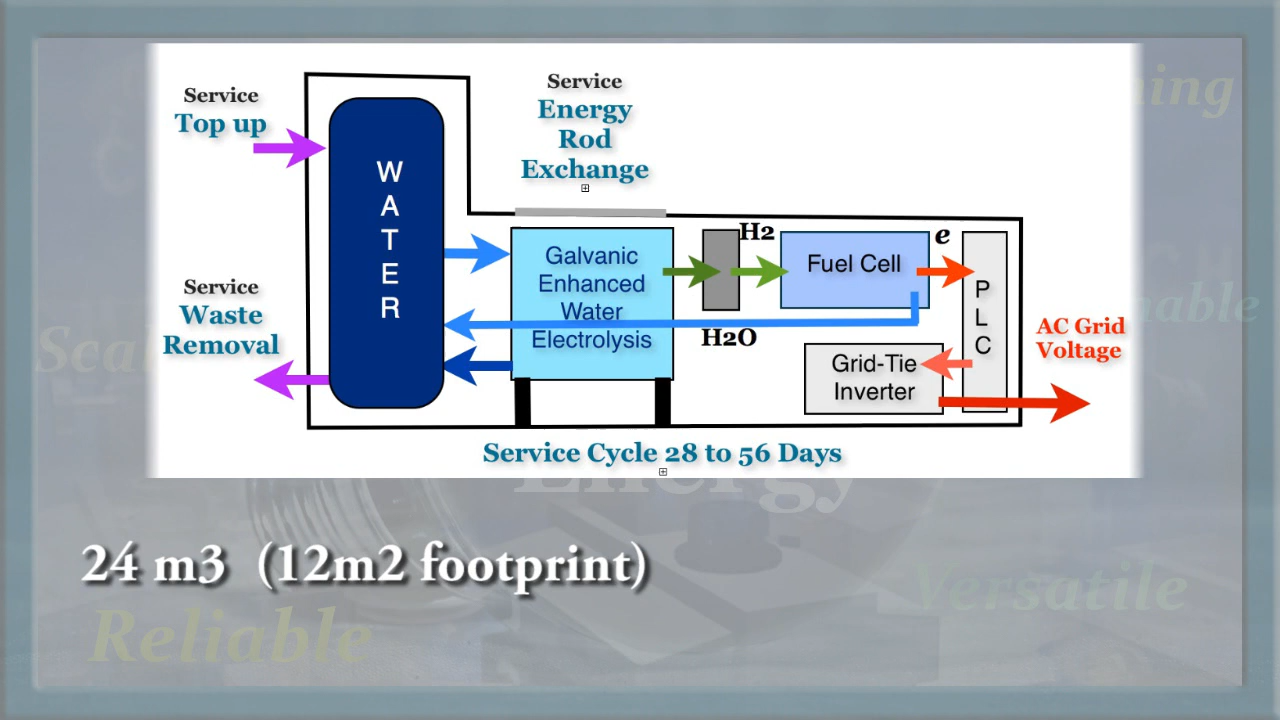 Service
Top up
Service
Energy
Rod
Exchange
W
A
T
E
R
Galvanic
Enhanced
Water
Electrolysis
H2
H2O
Fuel Cell
e
P
L
C
Service
Waste
Removal
Grid-Tie
Inverter
AC Grid
Voltage
Service Cycle 28 to 56 Days
Energy
24 m3 (12m2 footprint)
Versatile
Reliable